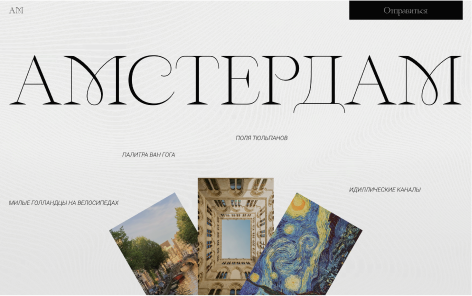 АМ
Отправиться
АМСТЕРДАМ
ПОЛЯ ТЮЛЬПАНОВ
ПАЛИТРА ВАН ГОГА
ИДИЛЛИЧЕСКИЕ КАНАЛЫ
МИЛЫЕ ГОЛЛАНДЦЫ НА ВЕЛОСИПЕДАХ